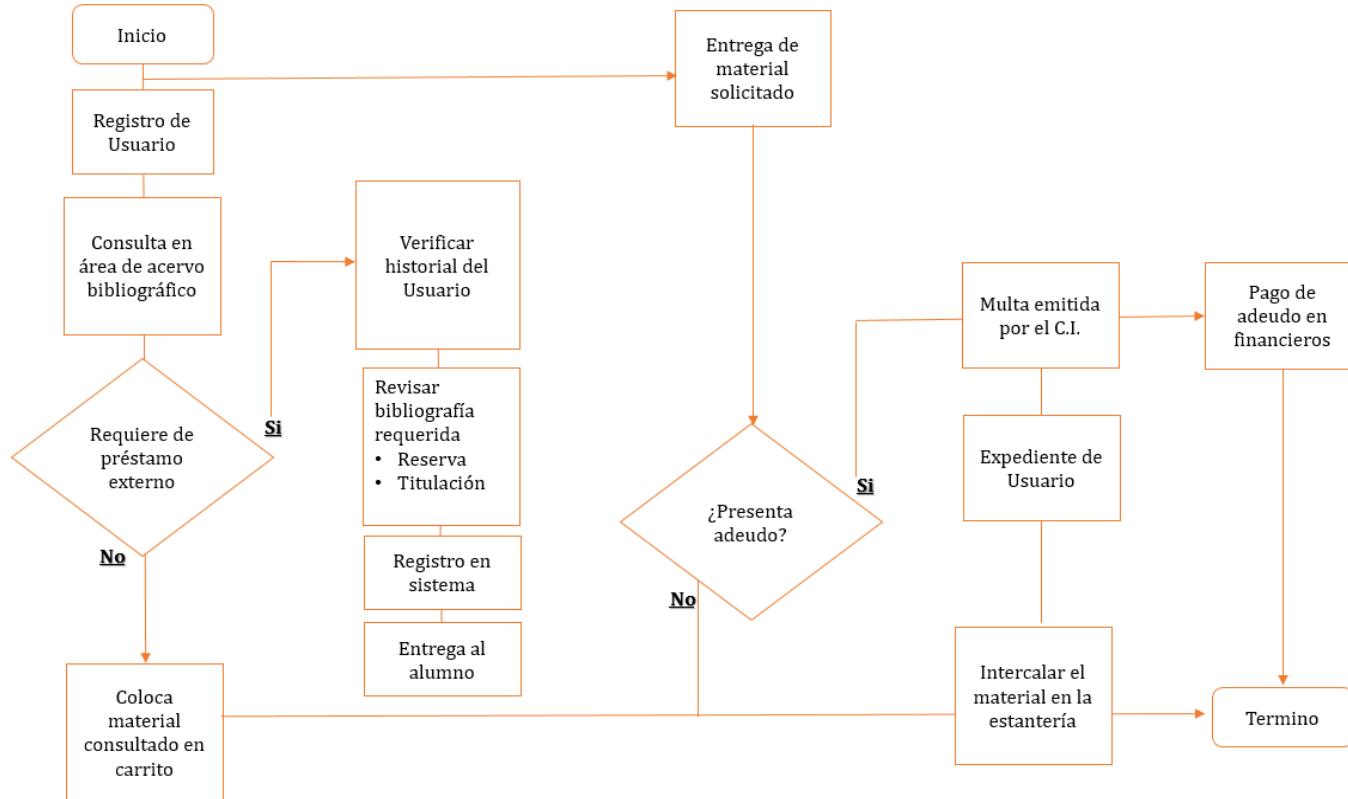 Inicio
Registro de
Usuario
Consulta en
área de acervo
bibliográfico
Requiere de
préstamo
externo
Si
No
Coloca
material
consultado en
carrito
Verificar
historial del
Usuario
Revisar
bibliografía
requerida
• Reserva
• Titulación
Registro en
sistema
Entrega al
alumno
Entrega de
material
solicitado
¿Presenta
adeudo?
Si
No
Multa emitida
por el C.I.
Expediente de
Usuario
Intercalar el
material en la
estantería
Pago de
adeudo en
financieros
Termino